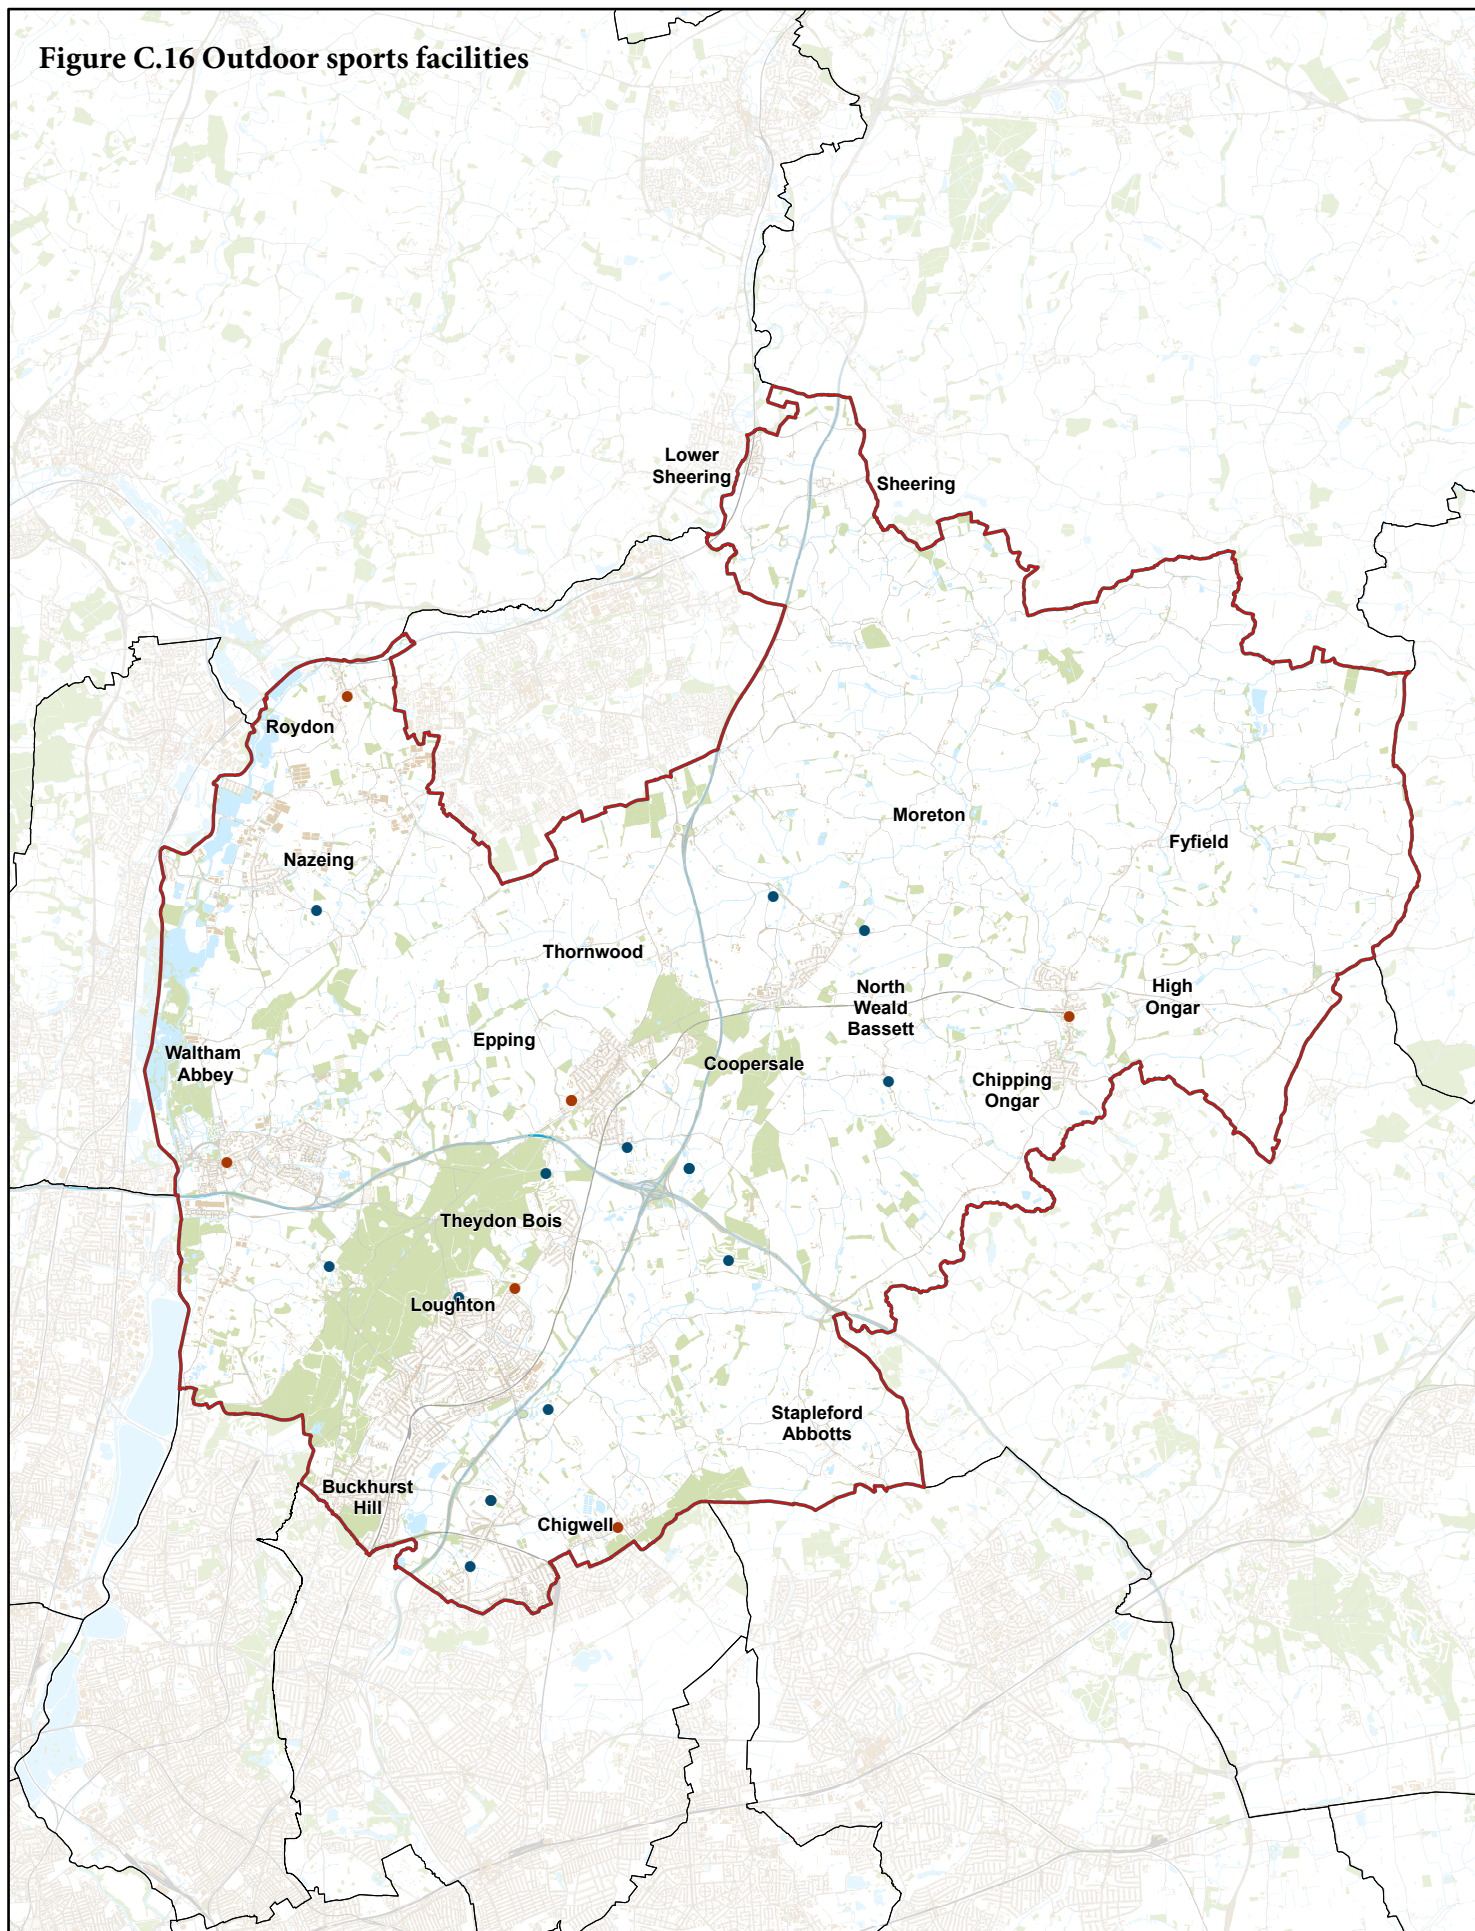 Figure C.16 Outdoor sports facilities
Lower
Sheering
Sheering
Roydon
Moreton
Fyfield
Nazeing
Thornwood
North
Weald
Bassett
High
Ongar
Epping
Waltham
Abbey
Coopersale
Chipping
Ongar
Theydon Bois
Loughton
Stapleford
Abbotts
Buckhurst
Hill
Chigwell